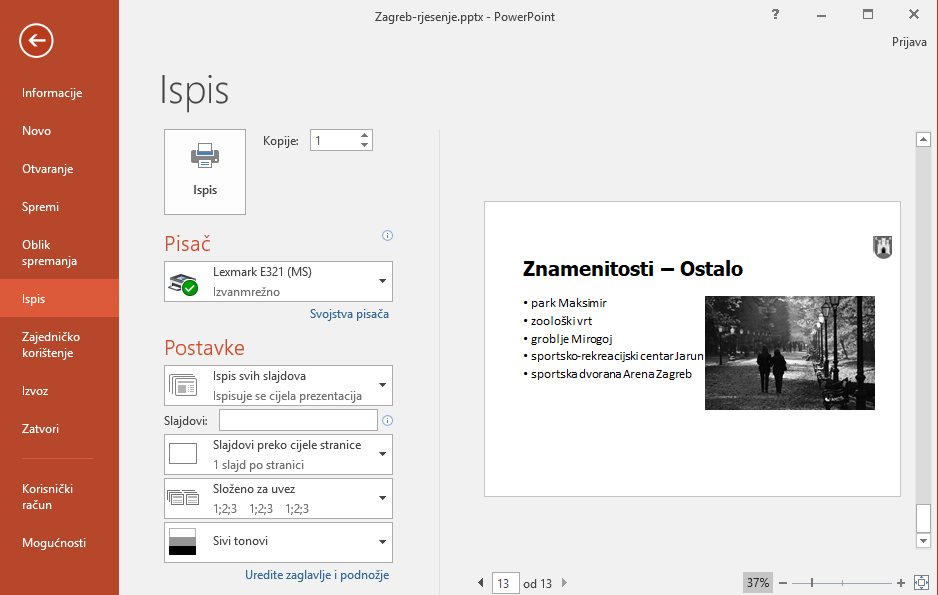 Zagreb-rjesenje.pptx - PowerPoint
?
Prijava
Informacije
Novo
Otvaranje
Spremi
Oblik
spremanja
Ispis
Zajedničko
korištenje
Izvoz
Zatvori
Korisnički
račun
Mogućnosti
Ispis
Ispis
Kopije: 1
Pisač
Lexmark E321 (MS)
Izvanmrežno
Svojstva pisača
Postavke
Ispis svih slajdova
Ispisuje se cijela prezentacija
Slajdovi:
Slajdovi preko cijele stranice
1 slajd po stranici
Složeno za uvez
1;2;3 1;2;3 1;2;3
Sivi tonovi
Uredite zaglavlje i podnožje
Znamenitosti – Ostalo
• park Maksimir
• zoološki vrt
• groblje Mirogoj
• sportsko-rekreacijski centar Jarun
• sportska dvorana Arena Zagreb
13 od 13
37%